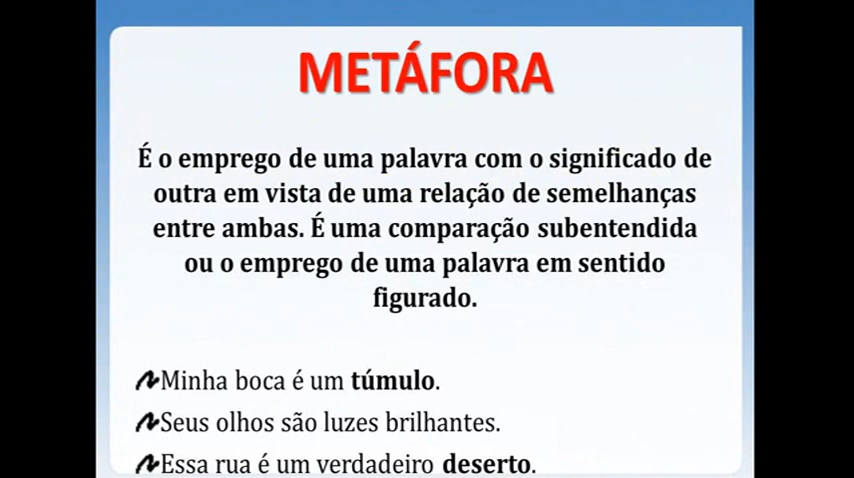 METÁFORA
É o emprego de uma palavra com o significado de
outra em vista de uma relação de semelhanças
entre ambas. É uma comparação subentendida
ou o emprego de uma palavra em sentido
figurado.
Minha boca é um túmulo.
Seus olhos são luzes brilhantes.
Essa rua é um verdadeiro deserto.